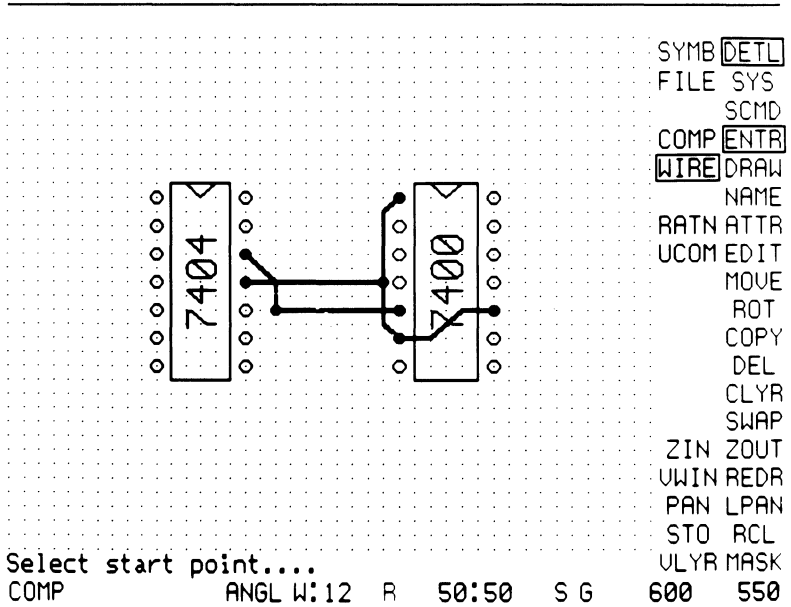 SYMB DETL
FILE SYS
SCMD
COMP ENTR
WIRE DRAW
NAME
RATN ATTR
UCOM EDIT
MOVE
ROT
COPY
DEL
CLYR
SWAP
ZIN ZOUT
VWIN REDR
PAN LPAN
STO RCL
VLYR MASK
7404
7400
Select start point....
COMP ANGL W:12 R 50:50 S G 600 550